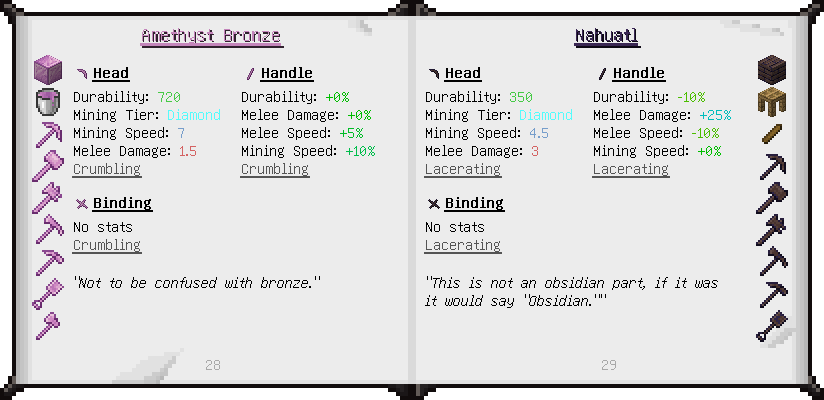 Amethyst Bronze
Head
Durability: 720
Mining Tier: Diamond
Mining Speed: 7
Melee Damage: 1.5
Crumbling
Handle
Durability: +0%
Melee Damage: +0%
Melee Speed: +5%
Mining Speed: +10%
Crumbling
Binding
No stats
Crumbling
"Not to be confused with bronze."
28
Nahuatl
Head
Durability: 350
Mining Tier: Diamond
Mining Speed: 4.5
Melee Damage: 3
Lacerating
Handle
Durability: -10%
Melee Damage: +25%
Melee Speed: -10%
Mining Speed: +0%
Lacerating
Binding
No stats
Lacerating
"This is not an obsidian part, if it was
it would say "Obsidian.""
29